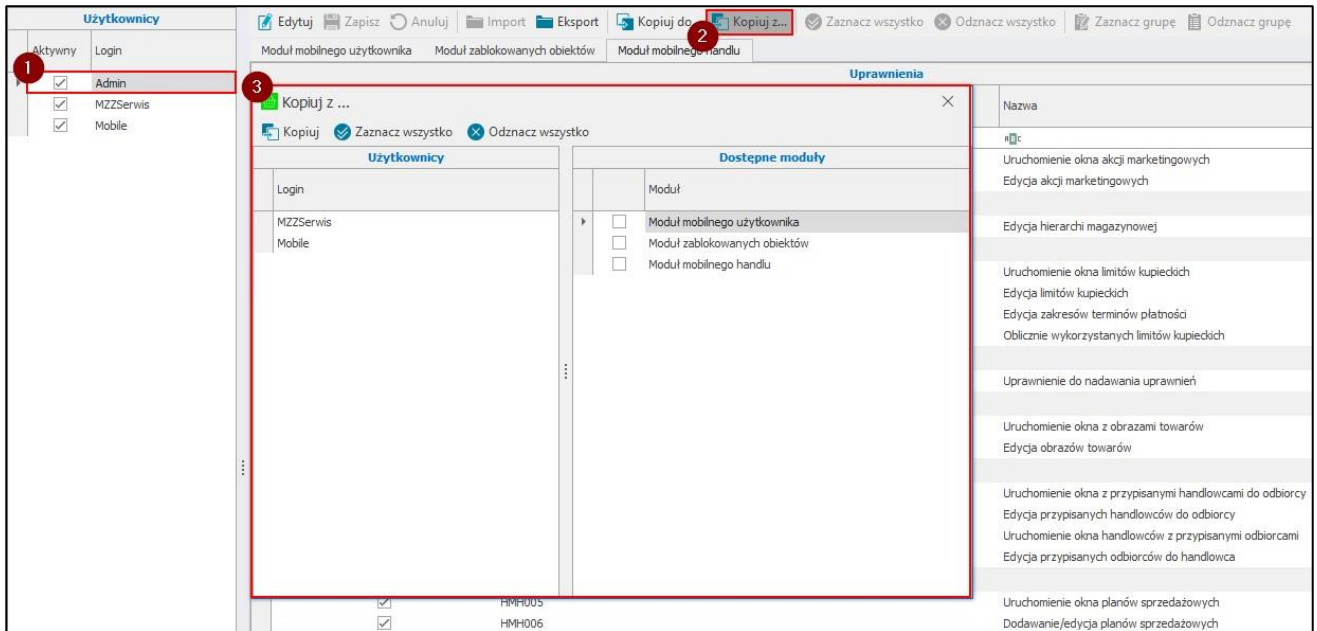 Użytkownicy
Edytuj Zapisz Anuluj Import Eksport Kopiuj do Kopiuj z... Zaznacz wszystko Odznacz wszystko Zaznacz grupę Odznacz grupę
2
Aktywny Login
Moduł mobilnego użytkownika Moduł zablokowanych obiektów Moduł mobilnego handlu
1
Uprawnienia
Admin
MZZSerwis
Mobile
3
Kopiuj z ...
Kopiuj Zaznacz wszystko Odznacz wszystko
Użytkownicy
Login
MZZSerwis
Mobile
Dostępne moduły
Moduł
Moduł mobilnego użytkownika
Moduł zablokowanych obiektów
Moduł mobilnego handlu
Nazwa
Uruchomienie okna akcji marketingowych
Edycja akcji marketingowych
Edycja hierarchi magazynowej
Uruchomienie okna limitów kupieckich
Edycja limitów kupieckich
Edycja zakresów terminów płatności
Oblicznie wykorzystanych limitów kupieckich
Uprawnienie do nadawania uprawnień
Uruchomienie okna z obrazami towarów
Edycja obrazów towarów
Uruchomienie okna z przypisanymi handlowcami do odbiorcy
Edycja przypisanych handlowców do odbiorcy
Uruchomienie okna handlowców z przypisanymi odbiorcami
Edycja przypisanych odbiorców do handlowca
HMH005 Uruchomienie okna planów sprzedażowych
HMH006 Dodawanie/edycja planów sprzedażowych